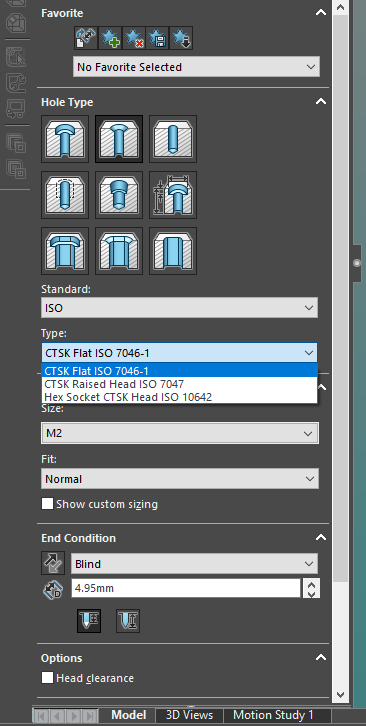 Favorite
No Favorite Selected
Hole Type
Standard:
ISO
Type:
CTSK Flat ISO 7046-1
CTSK Flat ISO 7046-1
CTSK Raised Head ISO 7047
Hex Socket CTSK Head ISO 10642
Size:
M2
Fit:
Normal
Show custom sizing
End Condition
Blind
4.95mm
Options
Head clearance
Model 3D Views Motion Study 1